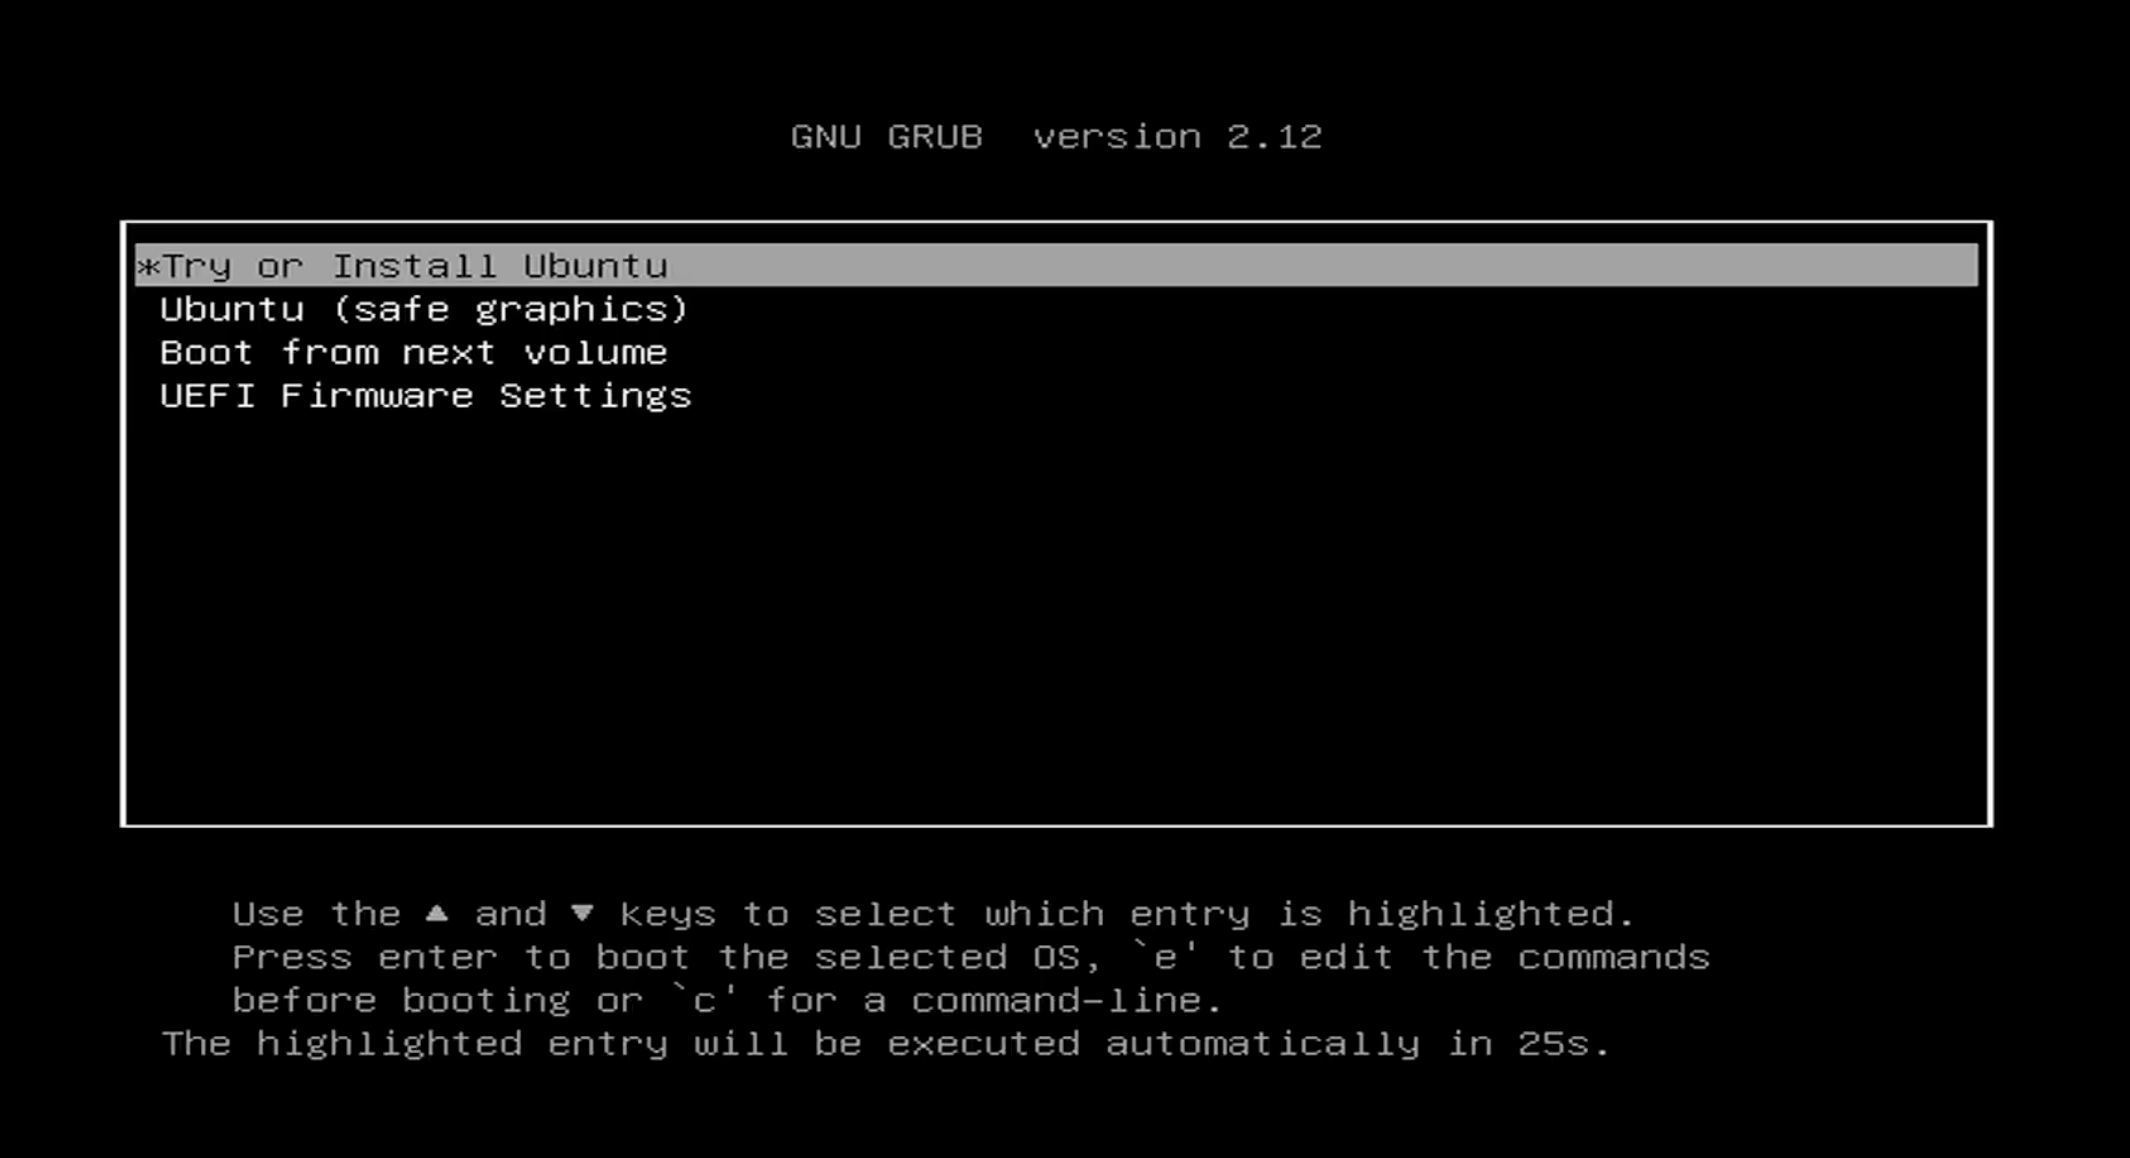 GNU GRUB  version 2.12
*Try or Install Ubuntu
Ubuntu (safe graphics)
Boot from next volume
UEFI Firmware Settings
Use the ▲ and ▼ keys to select which entry is highlighted.
Press enter to boot the selected OS, `e' to edit the commands
before booting or `c' for a command-line.
The highlighted entry will be executed automatically in 25s.